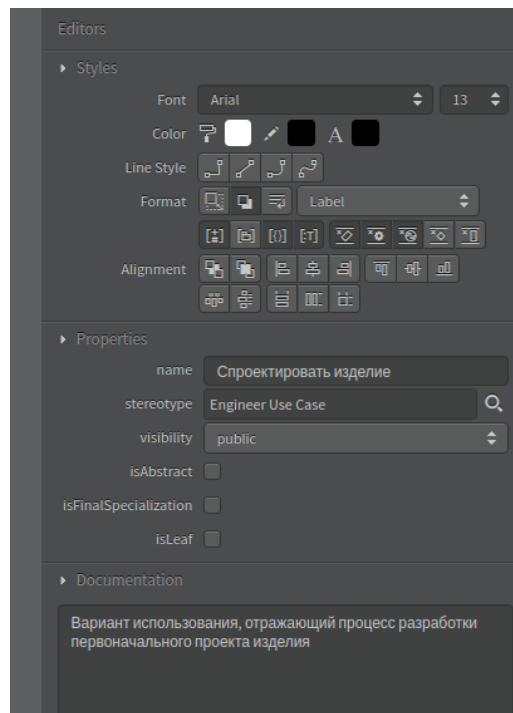 Editors
Styles
Font Arial 13
Color A
Line Style
Format Label
Alignment
Properties
name Спроектировать изделие
stereotype Engineer Use Case
visibility public
isAbstract
isFinalSpecialization
isLeaf
Documentation
Вариант использования, отражающий процесс разработки
первоначального проекта изделия